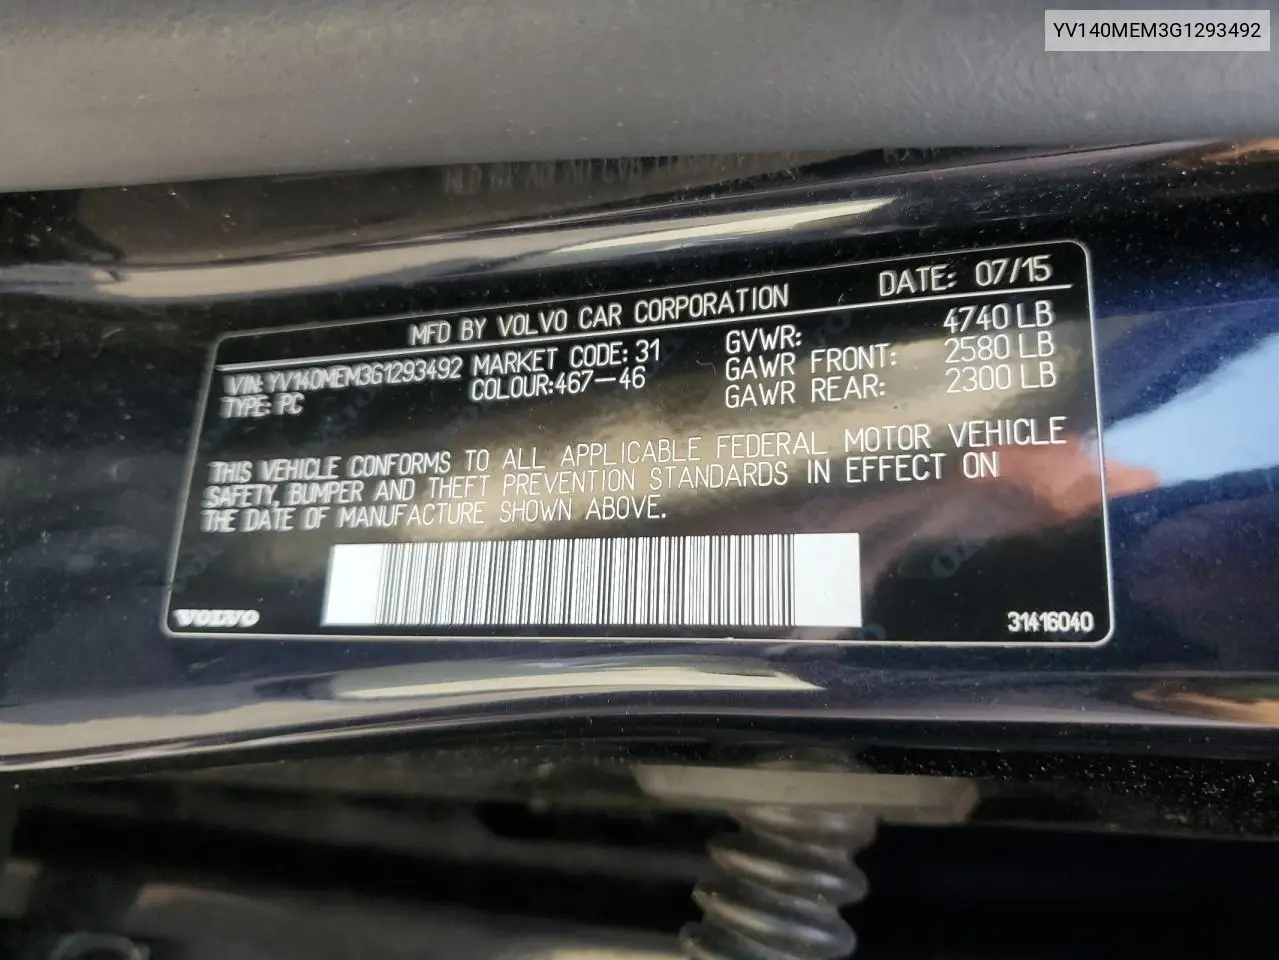 YV140MEM3G1293492
MFD BY VOLVO CAR CORPORATION DATE: 07/15
VIN: YV140MEM3G1293492 MARKET CODE: 31 GVWR: 4740 LB
TYPE: PC COLOUR:467-46 GAWR FRONT: 2580 LB
GAWR REAR: 2300 LB
THIS VEHICLE CONFORMS TO ALL APPLICABLE FEDERAL MOTOR VEHICLE
SAFETY, BUMPER AND THEFT PREVENTION STANDARDS IN EFFECT ON
THE DATE OF MANUFACTURE SHOWN ABOVE.
VOLVO 31416040